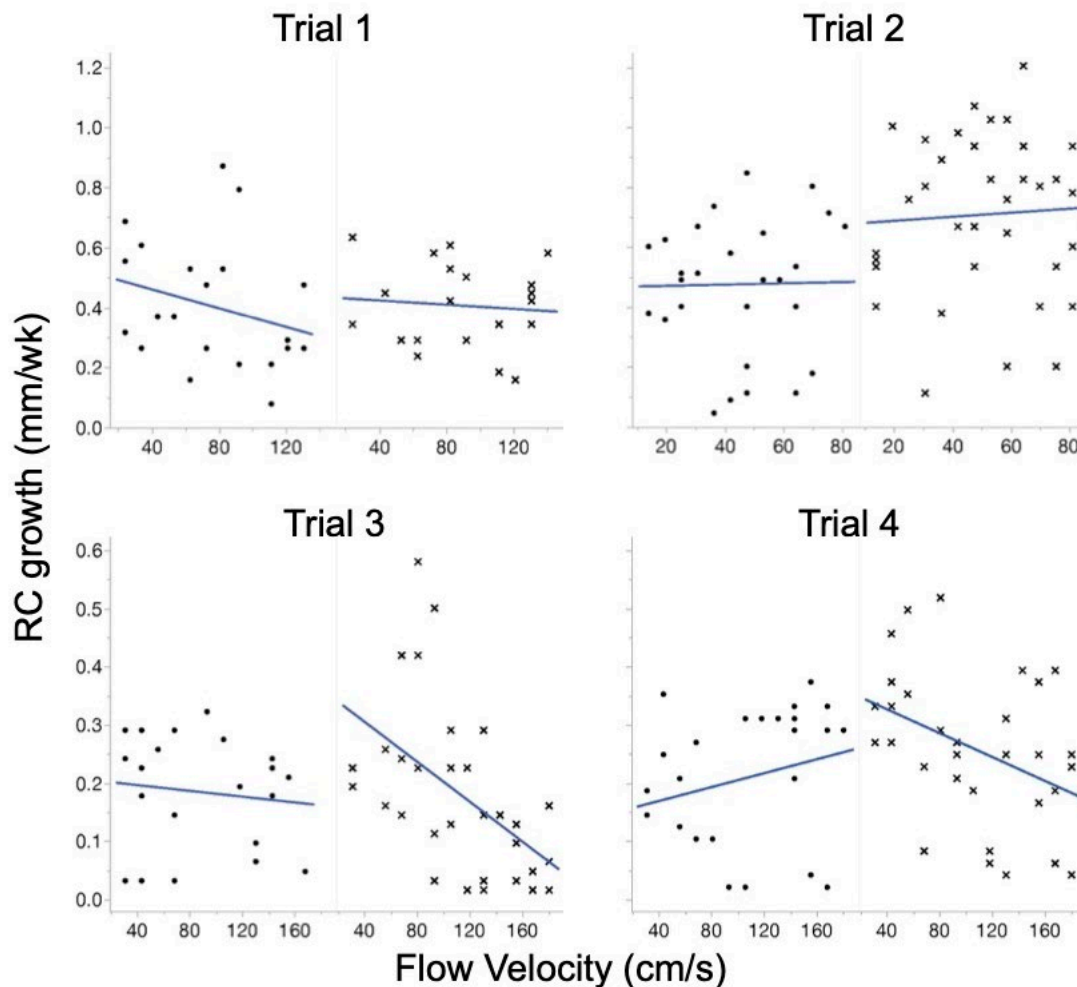 Trial 1
Trial 2
RC growth (mm/wk)
1.2
1.0
0.8
0.6
0.4
0.2
0.0
40 80 120 40 80 120
20 40 60 80 20 40 60 80
Trial 3
Trial 4
0.6
0.5
0.4
0.3
0.2
0.1
0.0
40 80 120 160 40 80 120 160
40 80 120 160 40 80 120 160
Flow Velocity (cm/s)